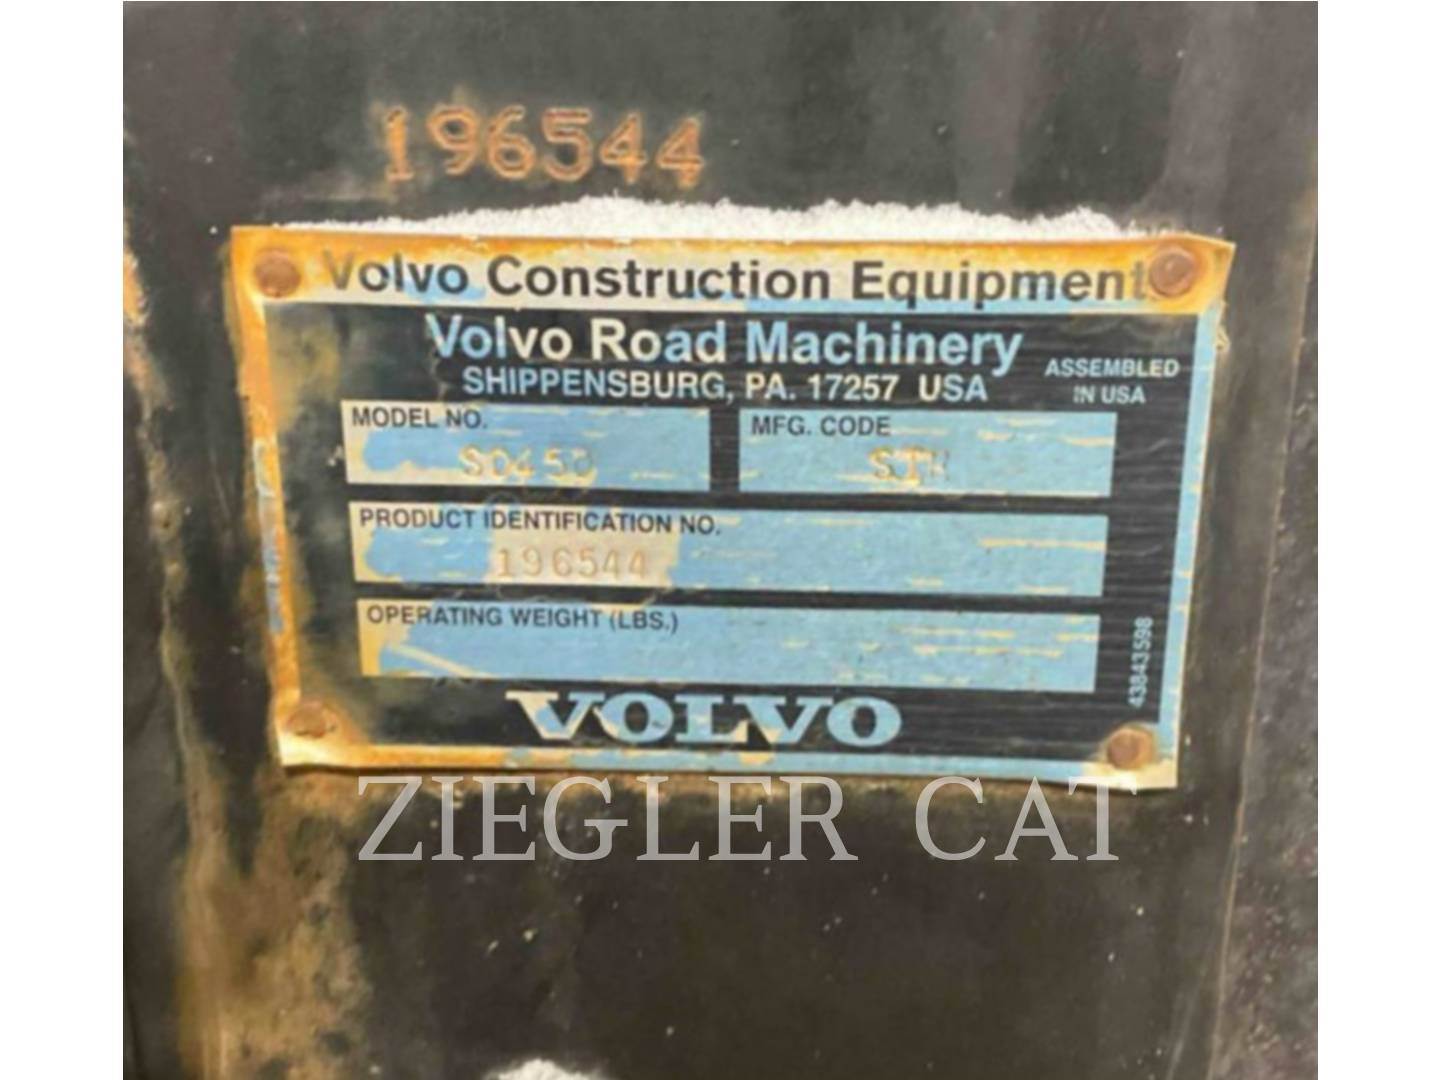 196544
Volvo Construction Equipment
Volvo Road Machinery
SHIPPENSBURG, PA. 17257 USA
ASSEMBLED
IN USA
MODEL NO.
MFG. CODE
PRODUCT IDENTIFICATION NO.
196544
OPERATING WEIGHT (LBS.)
43843598
VOLVO
ZIEGLER CAT